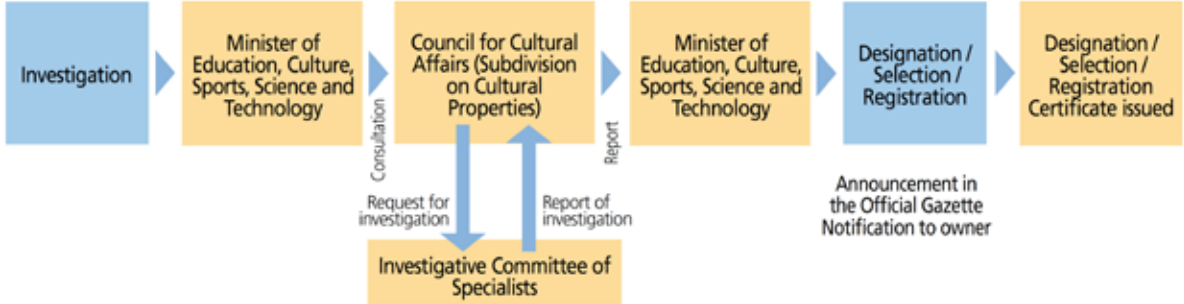 Investigation
Minister of
Education, Culture,
Sports, Science and
Technology
Consultation
Council for Cultural
Affairs (Subdivision
on Cultural
Properties)
Request for
investigation
Report of
investigation
Investigative Committee of
Specialists
Report
Minister of
Education, Culture,
Sports, Science and
Technology
Designation /
Selection /
Registration
Announcement in
the Official Gazette
Notification to owner
Designation /
Selection /
Registration
Certificate issued